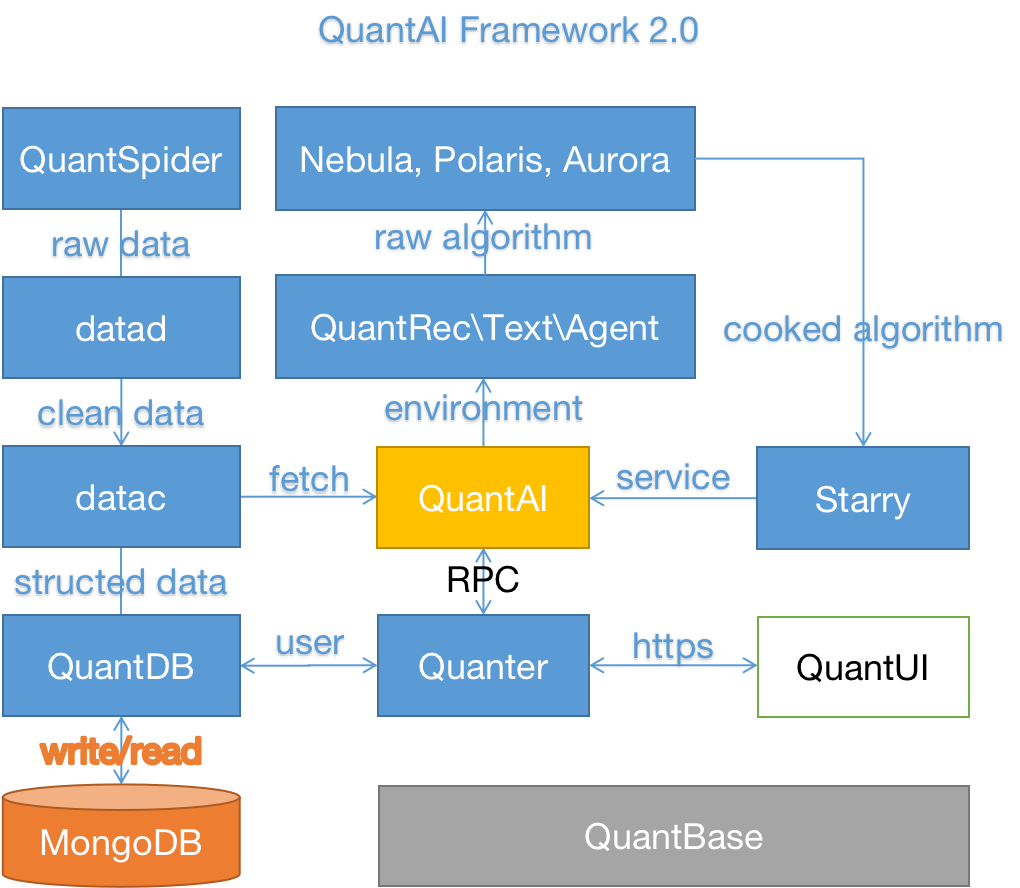 QuantAI Framework 2.0
QuantSpider
Nebula, Polaris, Aurora
raw data
raw algorithm
datad
QuantRec\Text\Agent
cooked algorithm
clean data
environment
datac
fetch
QuantAI
service
Starry
structed data
RPC
QuantDB
user
Quanter
https
QuantUI
write/read
MongoDB
QuantBase